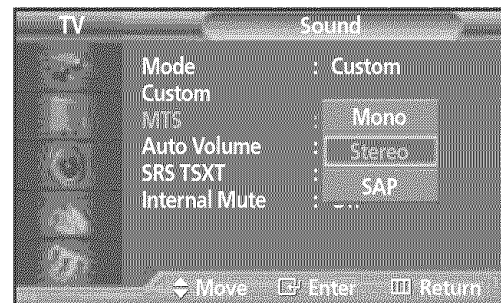 TV
Sound
Mode : Custom
Custom
MTS :
Auto Volume :
SRS TSXT :
Internal Mute :
Mono
Stereo
SAP
Move Enter Return